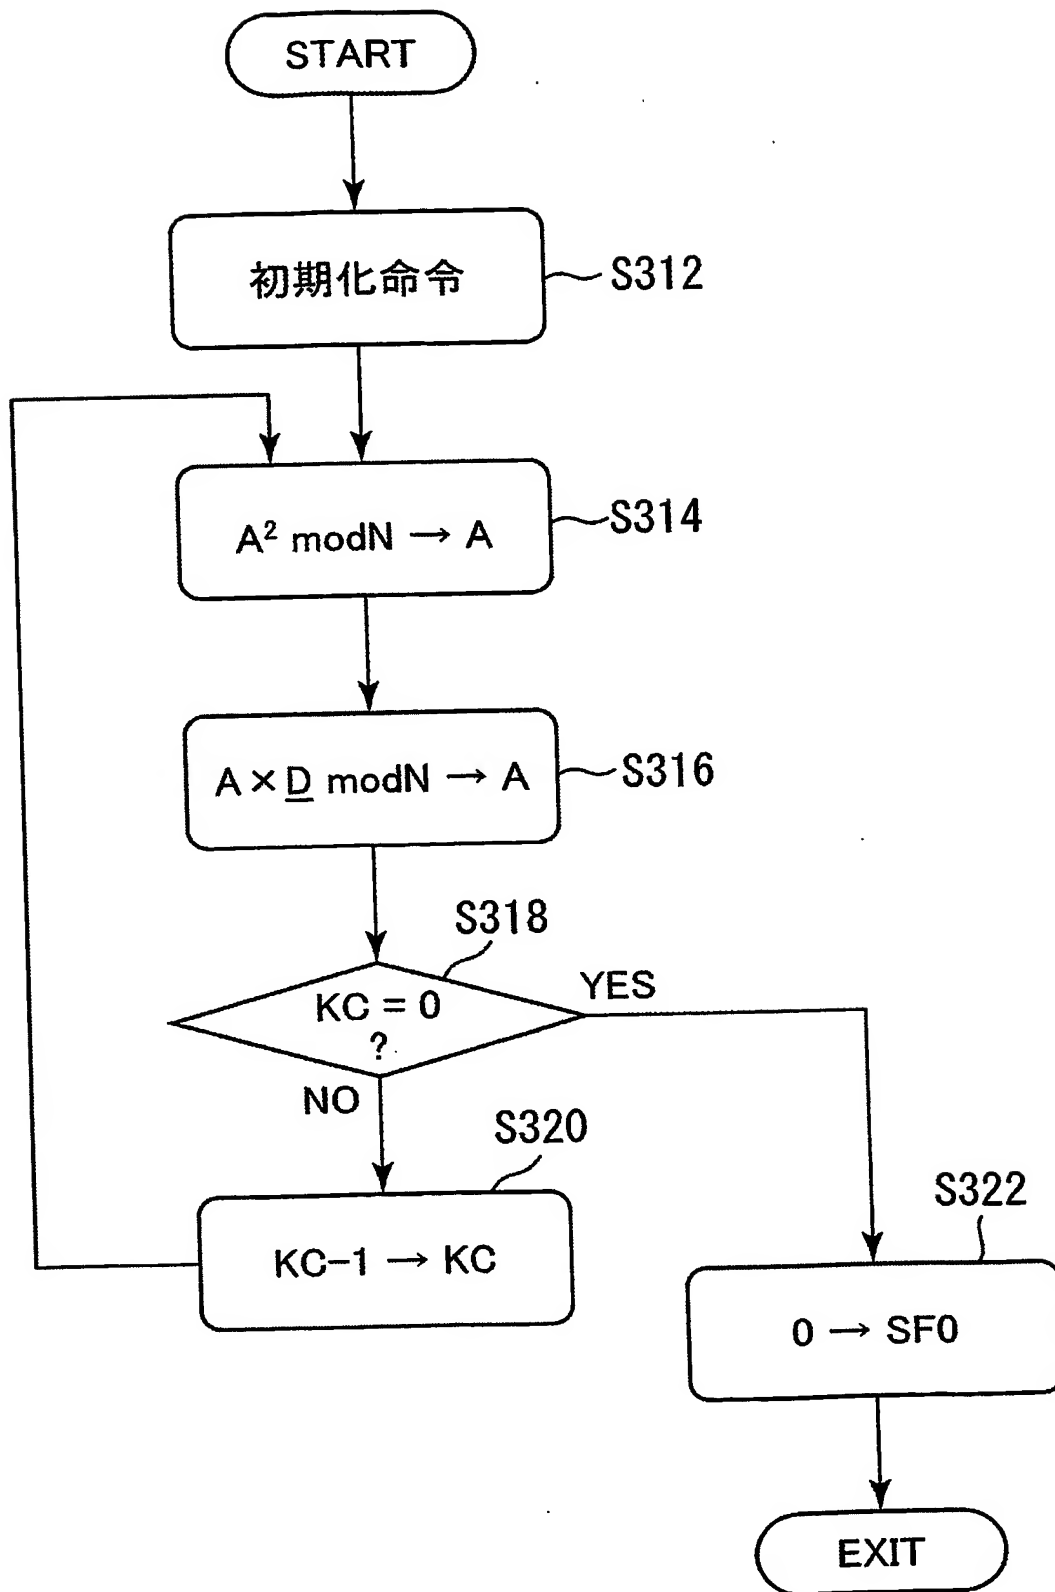 START
初期化命令
S312
A² modN → A
S314
A × D modN → A
S316
S318
KC = 0
?
YES
NO
S320
KC-1 → KC
S322
0 → SF0
EXIT